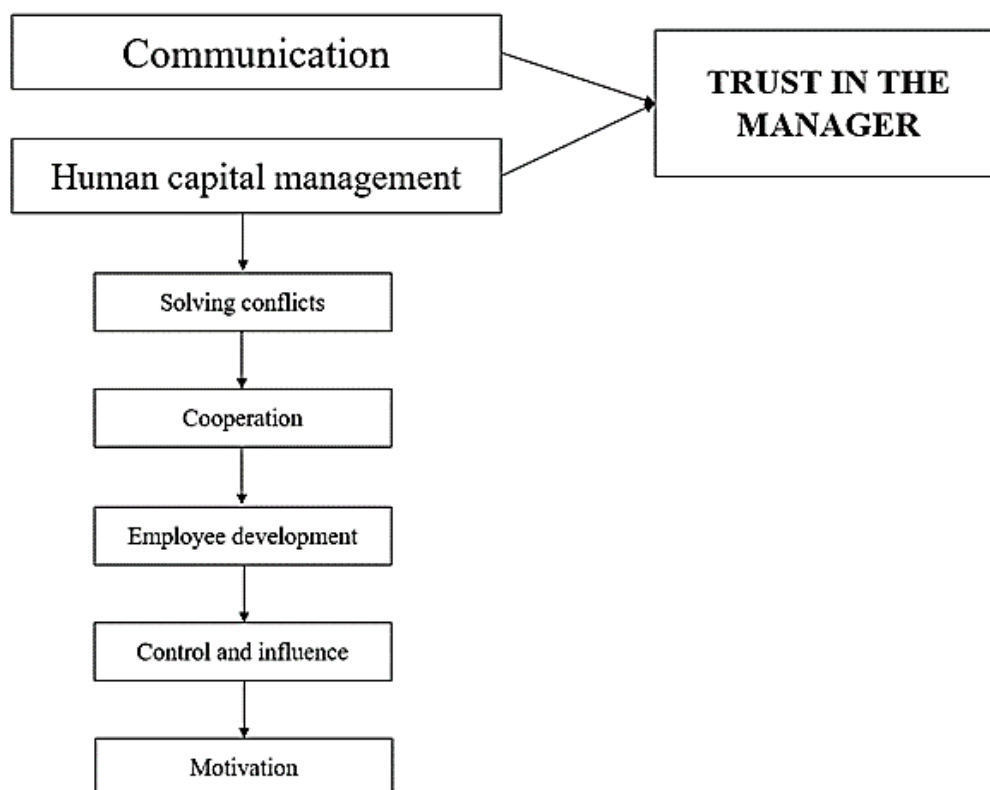 Communication
TRUST IN THE
MANAGER
Human capital management
Solving conflicts
Cooperation
Employee development
Control and influence
Motivation